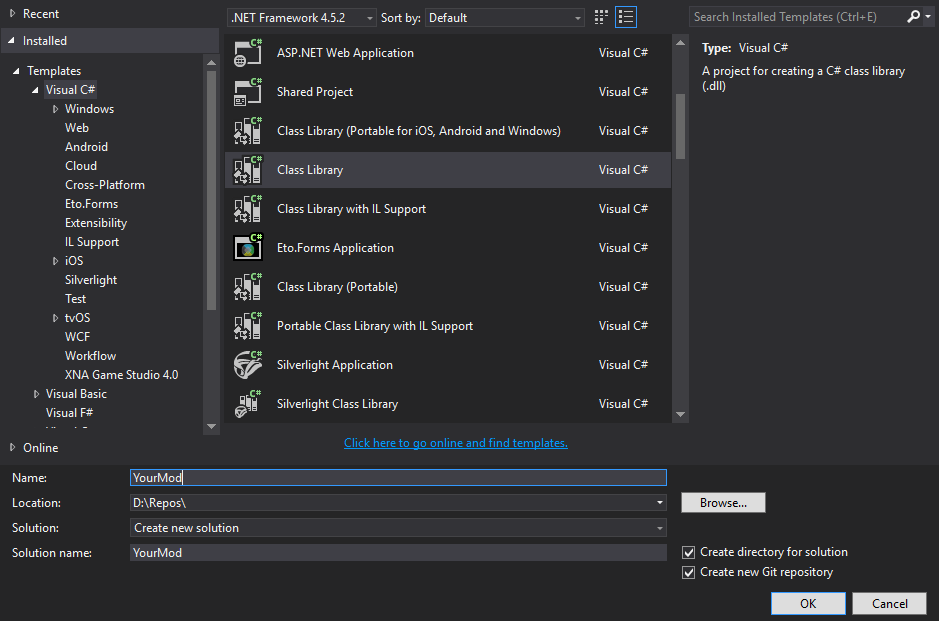 Recent
Installed
Templates
Visual C#
Windows
Web
Android
Cloud
Cross-Platform
Eto.Forms
Extensibility
IL Support
iOS
Silverlight
Test
tvOS
WCF
Workflow
XNA Game Studio 4.0
Visual Basic
Visual F#
Online
.NET Framework 4.5.2 Sort by: Default
Search Installed Templates (Ctrl+E)
C# ASP.NET Web Application Visual C#
C# Shared Project Visual C#
C# Class Library (Portable for iOS, Android and Windows) Visual C#
C# Class Library Visual C#
C# Class Library with IL Support Visual C#
C# Eto.Forms Application Visual C#
C# Class Library (Portable) Visual C#
C# Portable Class Library with IL Support Visual C#
C# Silverlight Application Visual C#
C# Silverlight Class Library Visual C#
Click here to go online and find templates.
Type: Visual C#
A project for creating a C# class library
(.dll)
Name: YourMod
Location: D:\Repos\ Browse...
Solution: Create new solution
Solution name: YourMod
Create directory for solution
Create new Git repository
OK Cancel